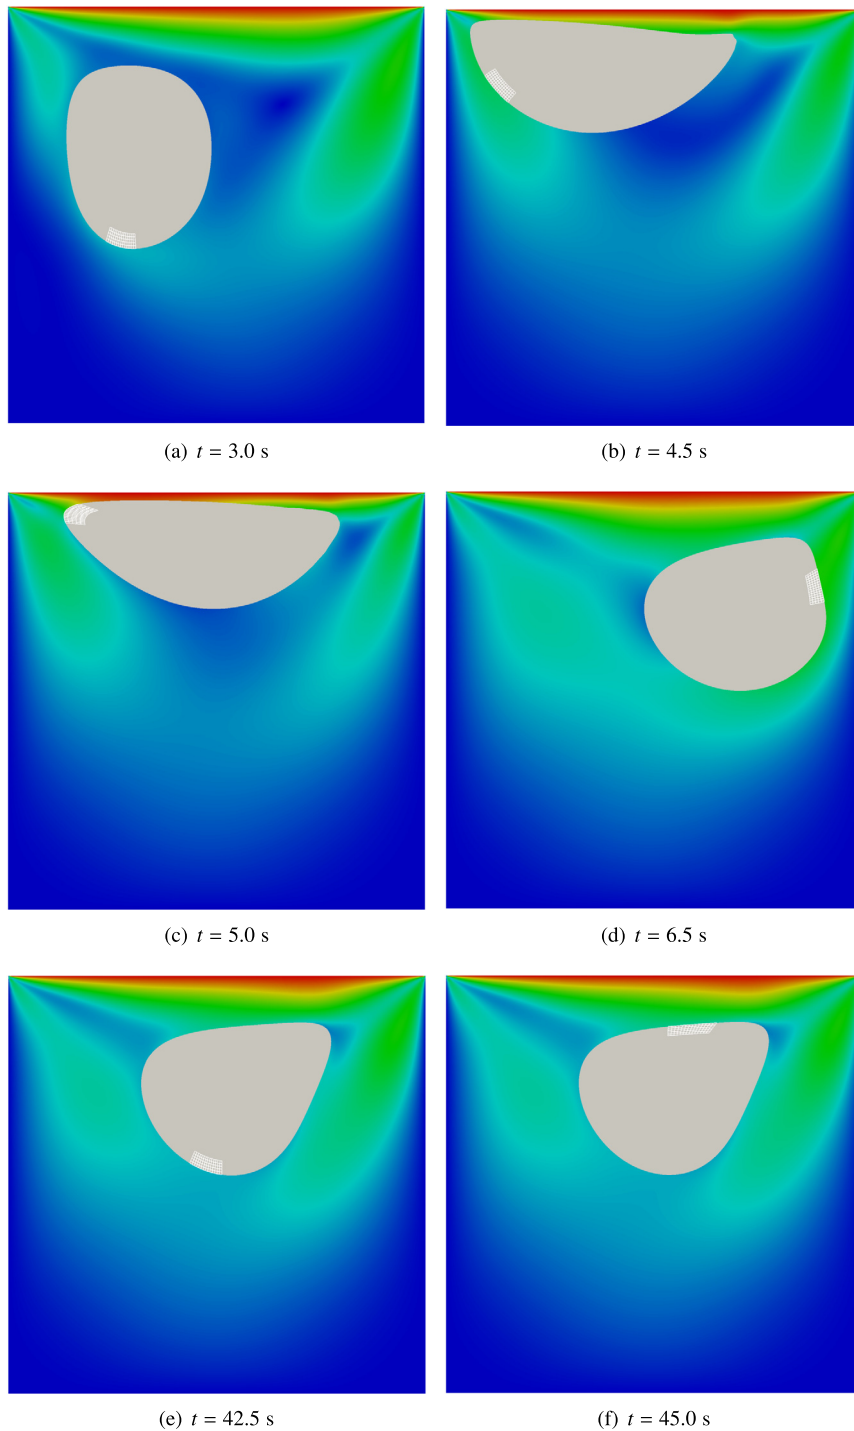 (a) t = 3.0 s
(b) t = 4.5 s
(c) t = 5.0 s
(d) t = 6.5 s
(e) t = 42.5 s
(f) t = 45.0 s